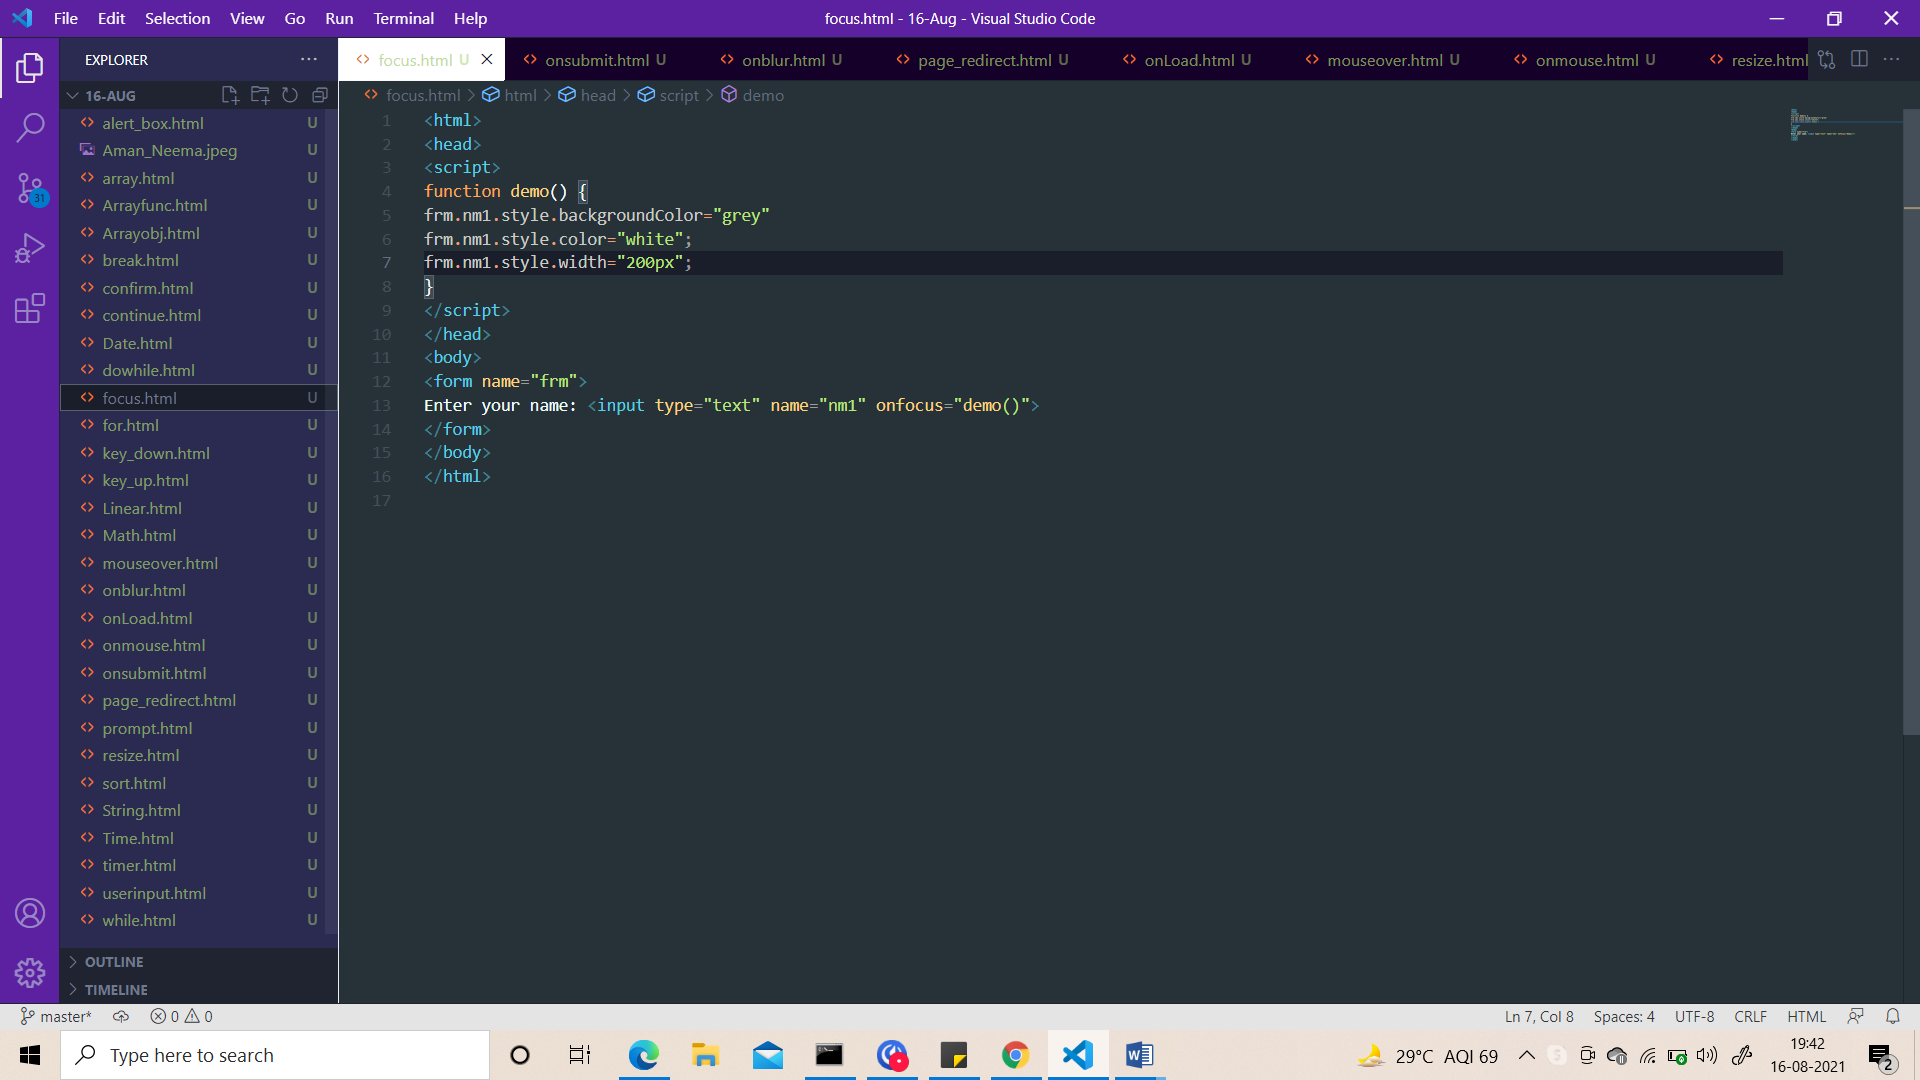 File Edit Selection View Go Run Terminal Help focus.html - 16-Aug - Visual Studio Code
EXPLORER
focus.html U onsubmit.html U onblur.html U page_redirect.html U onLoad.html U mouseover.html U onmouse.html U resize.html
16-AUG
focus.html html head script demo
alert_box.html U
Aman_Neema.jpeg U
array.html U
Arrayfunc.html U
Arrayobj.html U
break.html U
confirm.html U
continue.html U
Date.html U
dowhile.html U
focus.html U
for.html U
key_down.html U
key_up.html U
Linear.html U
Math.html U
mouseover.html U
onblur.html U
onLoad.html U
onmouse.html U
onsubmit.html U
page_redirect.html U
prompt.html U
resize.html U
sort.html U
String.html U
Time.html U
timer.html U
userinput.html U
while.html U
OUTLINE
TIMELINE
31
1 <html>
2 <head>
3 <script>
4 function demo() {
5 frm.nm1.style.backgroundColor="grey"
6 frm.nm1.style.color="white";
7 frm.nm1.style.width="200px";
8 }
9 </script>
10 </head>
11 <body>
12 <form name="frm">
13 Enter your name: <input type="text" name="nm1" onfocus="demo()">
14 </form>
15 </body>
16 </html>
17
master* 0 0 Ln 7, Col 8 Spaces: 4 UTF-8 CRLF HTML
Type here to search 29°C AQI 69 19:42
16-08-2021 2